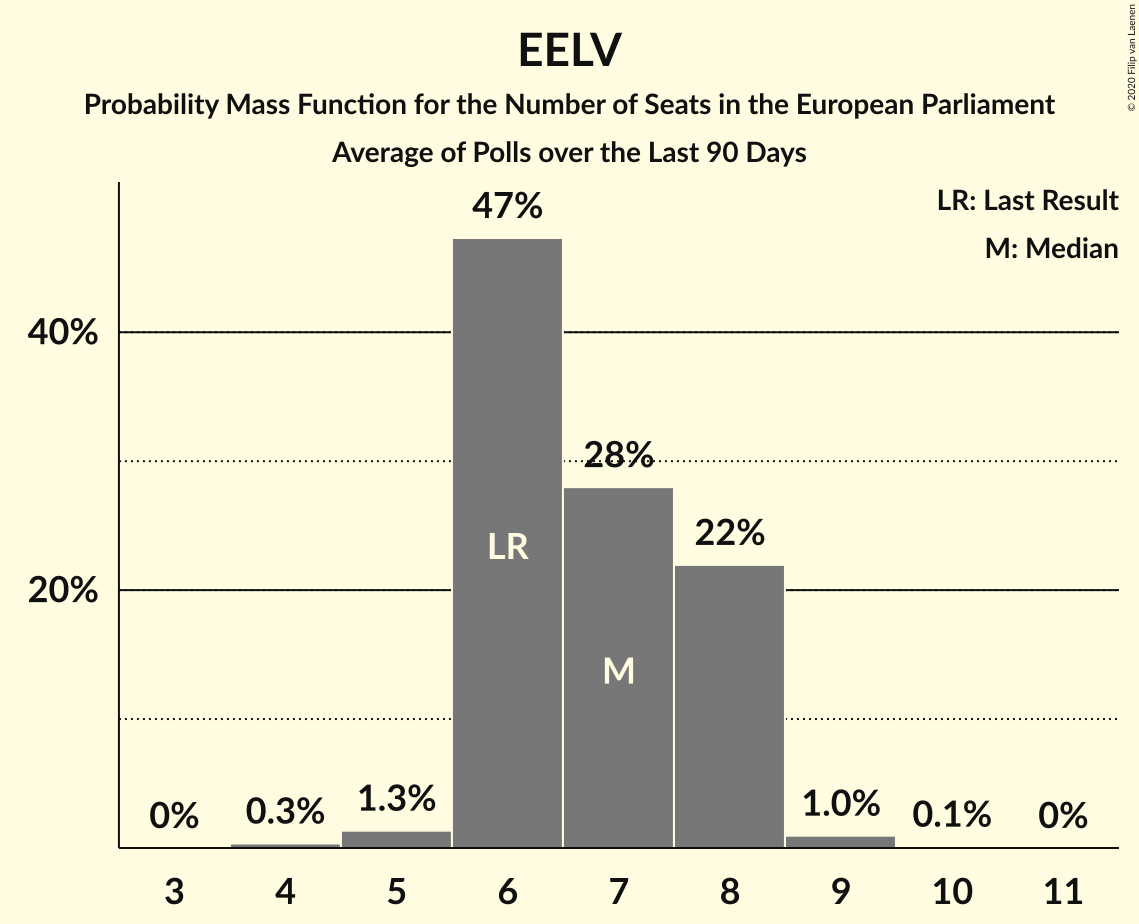 EELV
Probability Mass Function for the Number of Seats in the European Parliament
Average of Polls over the Last 90 Days
© 2020 Filip van Laenen
LR: Last Result
M: Median
47%
40%
28%
22%
LR
20%
M
0%
0.3%
1.3%
1.0%
0.1%
0%
3 4 5 6 7 8 9 10 11